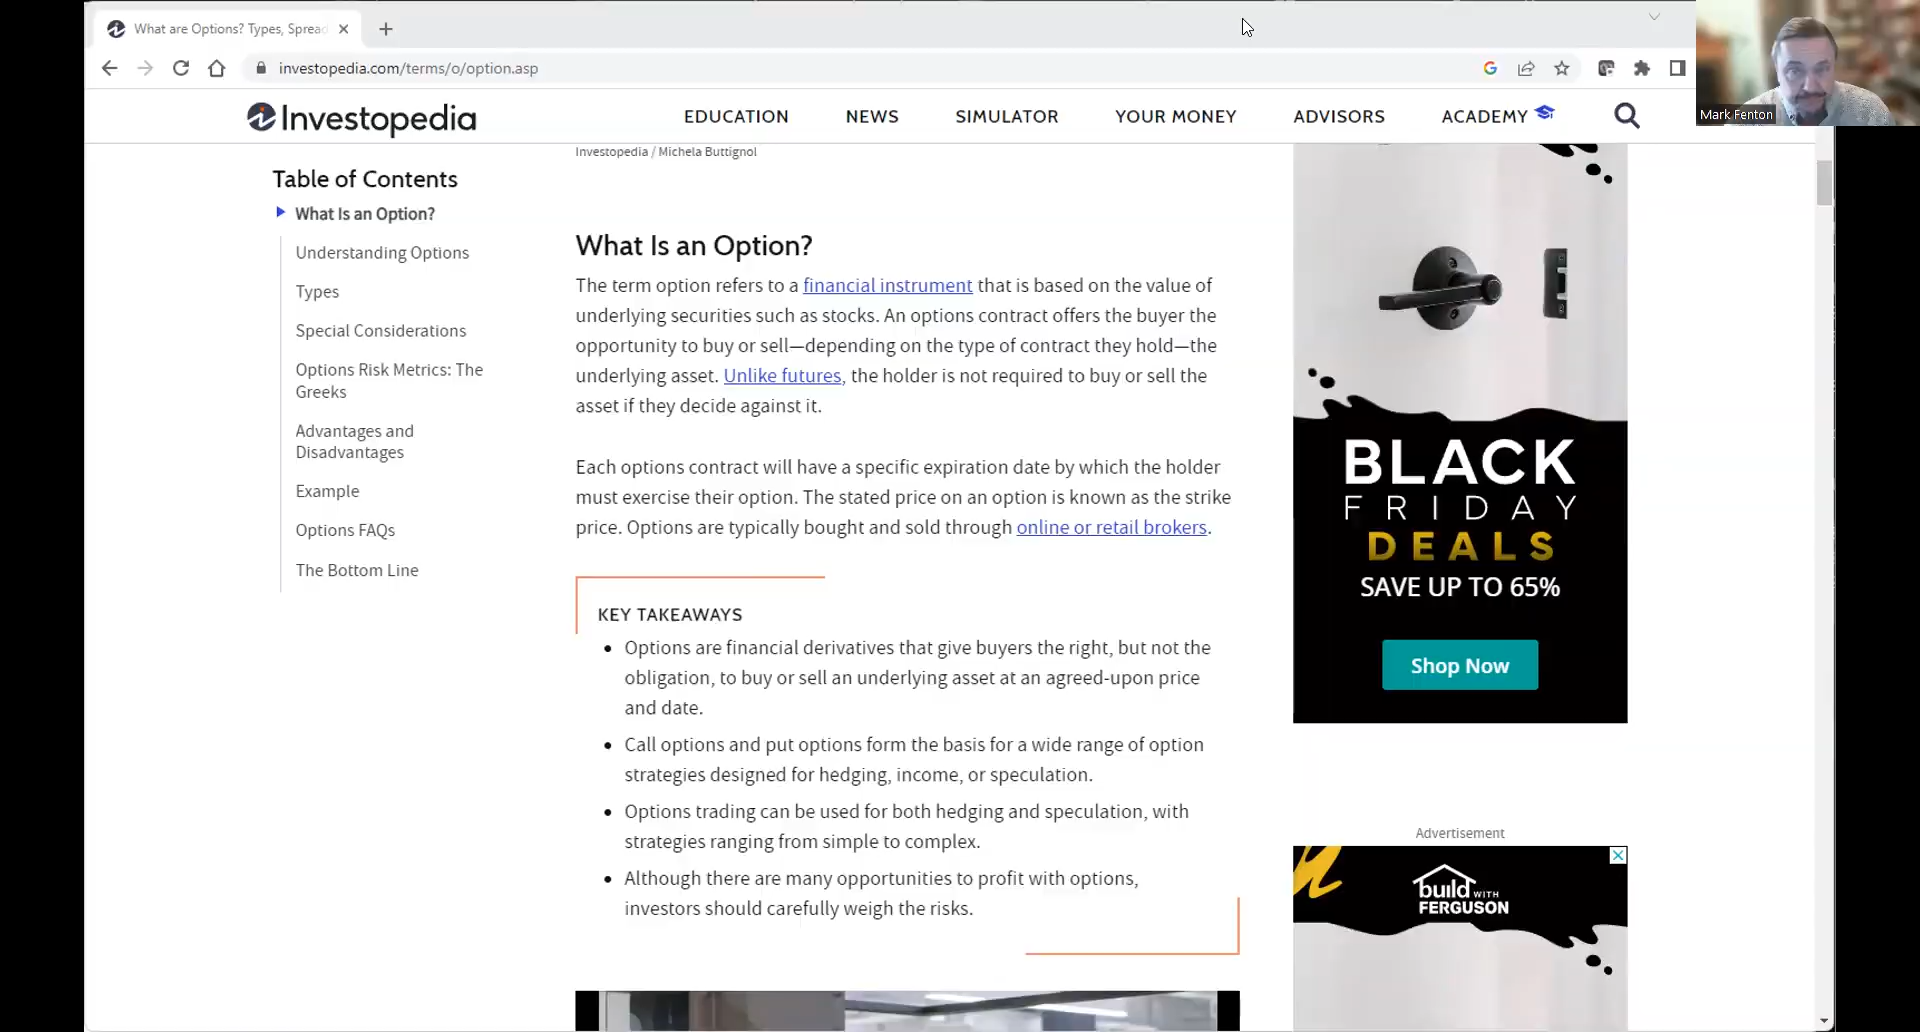 What are Options? Types, Spread
investopedia.com/terms/o/option.asp
Mark Fenton
Investopedia
EDUCATION
NEWS
SIMULATOR
YOUR MONEY
ADVISORS
ACADEMY
Table of Contents
What Is an Option?
Understanding Options
Types
Special Considerations
Options Risk Metrics: The
Greeks
Advantages and
Disadvantages
Example
Options FAQs
The Bottom Line
Investopedia / Michela Buttignol
What Is an Option?
The term option refers to a financial instrument that is based on the value of
underlying securities such as stocks. An options contract offers the buyer the
opportunity to buy or sell—depending on the type of contract they hold—the
underlying asset. Unlike futures, the holder is not required to buy or sell the
asset if they decide against it.
Each options contract will have a specific expiration date by which the holder
must exercise their option. The stated price on an option is known as the strike
price. Options are typically bought and sold through online or retail brokers.
KEY TAKEAWAYS
• Options are financial derivatives that give buyers the right, but not the
obligation, to buy or sell an underlying asset at an agreed-upon price
and date.
• Call options and put options form the basis for a wide range of option
strategies designed for hedging, income, or speculation.
• Options trading can be used for both hedging and speculation, with
strategies ranging from simple to complex.
• Although there are many opportunities to profit with options,
investors should carefully weigh the risks.
BLACK
FRIDAY
DEALS
SAVE UP TO 65%
Shop Now
Advertisement
build WITH
FERGUSON